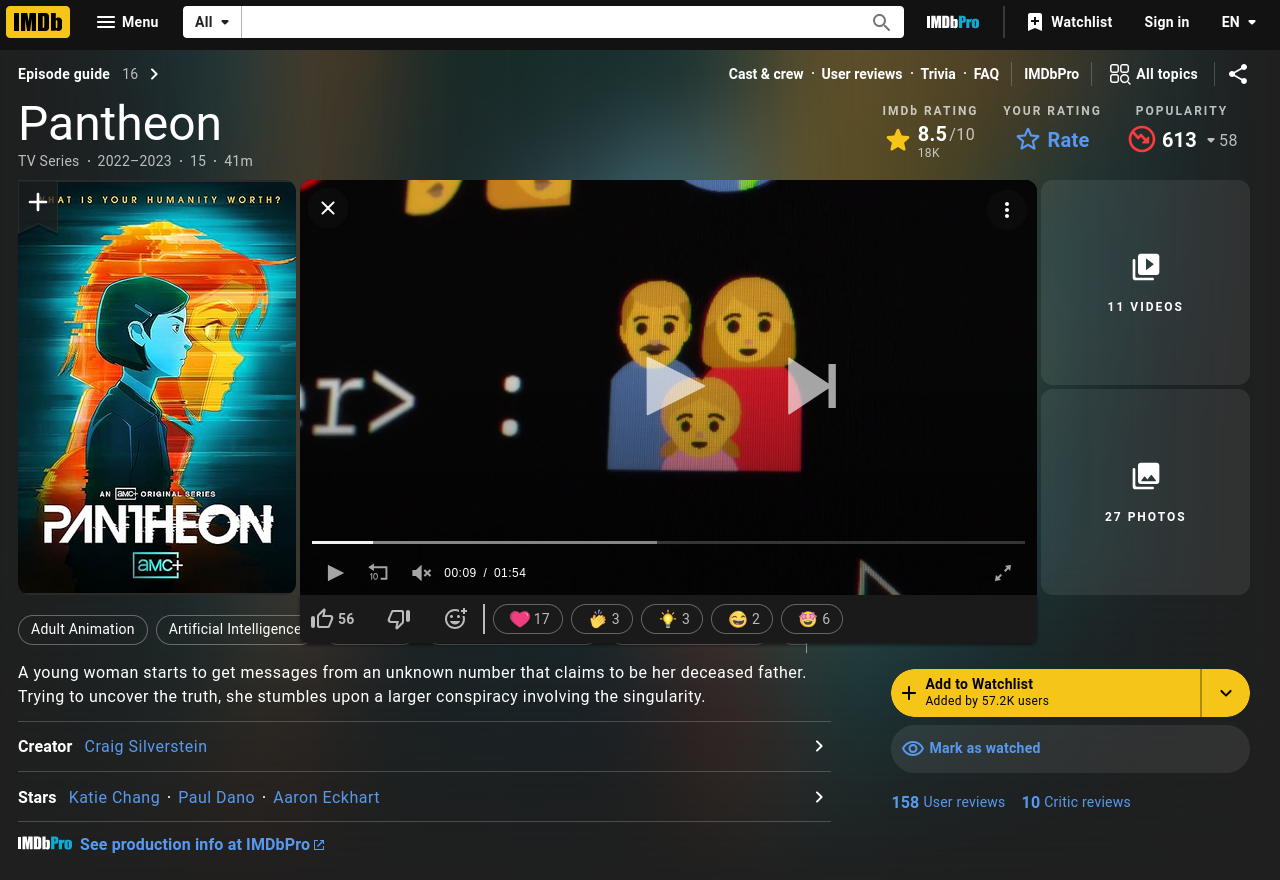 IMDb
Menu
All
IMDbPro
Watchlist
Sign in
EN
Episode guide 16
Cast & crew · User reviews · Trivia · FAQ
IMDbPro
All topics
Pantheon
TV Series · 2022–2023 · 15 · 41m
IMDb RATING
8.5/10
18K
YOUR RATING
Rate
POPULARITY
613
58
HAT IS YOUR HUMANITY WORTH?
AN amc+ ORIGINAL SERIES
PANTHEON
amc+
er> :
10
00:09 / 01:54
11 VIDEOS
27 PHOTOS
56
17
3
3
2
6
Adult Animation
Artificial Intelligence
A young woman starts to get messages from an unknown number that claims to be her deceased father.
Trying to uncover the truth, she stumbles upon a larger conspiracy involving the singularity.
Creator Craig Silverstein
Stars Katie Chang · Paul Dano · Aaron Eckhart
IMDbPro See production info at IMDbPro
Add to Watchlist
Added by 57.2K users
Mark as watched
158 User reviews 10 Critic reviews